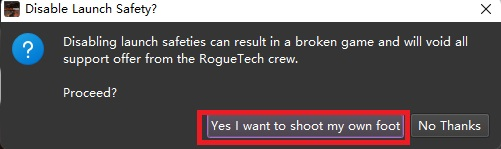 Disable Launch Safety?
Disabling launch safeties can result in a broken game and will void all
support offer from the RogueTech crew.
Proceed?
Yes I want to shoot my own foot
No Thanks